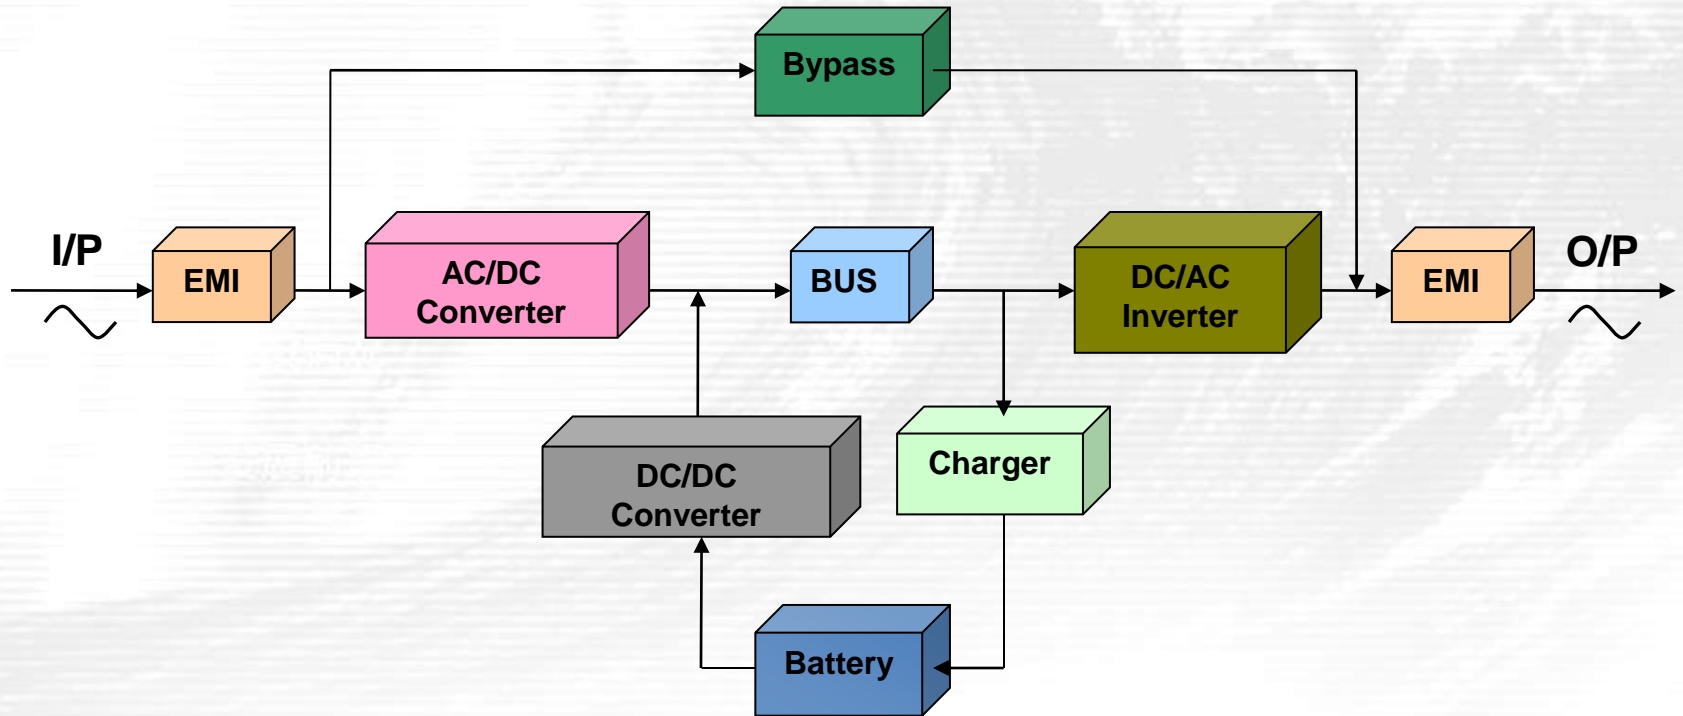 Bypass
I/P
EMI
AC/DC
Converter
BUS
DC/AC
Inverter
EMI
O/P
DC/DC
Converter
Charger
Battery